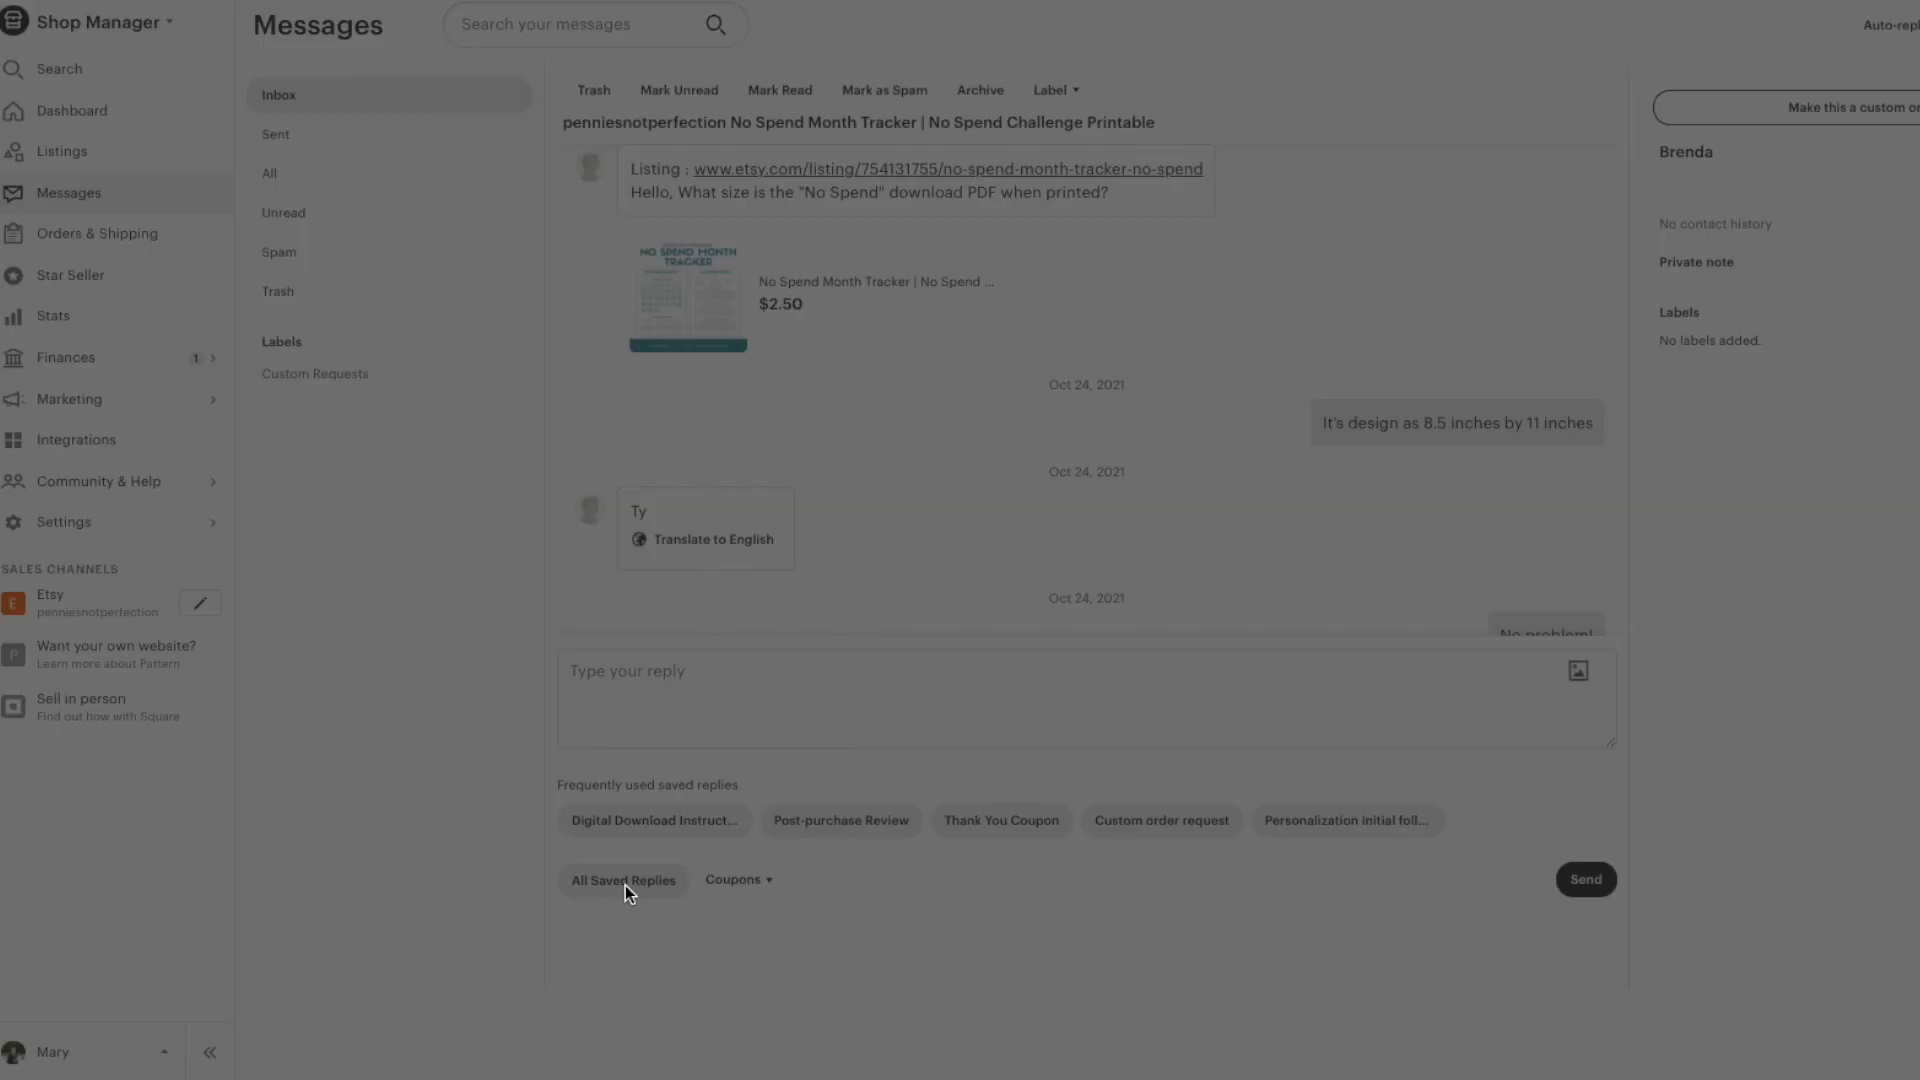 Shop Manager
Search
Dashboard
Listings
Messages
Orders & Shipping
Star Seller
Stats
Finances 1
Marketing
Integrations
Community & Help
Settings
SALES CHANNELS
E Etsy
penniesnotperfection
P Want your own website?
Learn more about Pattern
Sell in person
Find out how with Square
Mary
Messages
Search your messages
Auto-repl
Inbox
Sent
All
Unread
Spam
Trash
Labels
Custom Requests
Trash Mark Unread Mark Read Mark as Spam Archive Label
penniesnotperfection No Spend Month Tracker | No Spend Challenge Printable
Listing : www.etsy.com/listing/754131755/no-spend-month-tracker-no-spend
Hello, What size is the "No Spend" download PDF when printed?
NO SPEND MONTH
TRACKER
No Spend Month Tracker | No Spend ...
$2.50
Oct 24, 2021
It's design as 8.5 inches by 11 inches
Oct 24, 2021
Ty
Translate to English
Oct 24, 2021
No problem!
Type your reply
Frequently used saved replies
Digital Download Instruct... Post-purchase Review Thank You Coupon Custom order request Personalization initial foll...
All Saved Replies Coupons Send
Make this a custom or
Brenda
No contact history
Private note
Labels
No labels added.